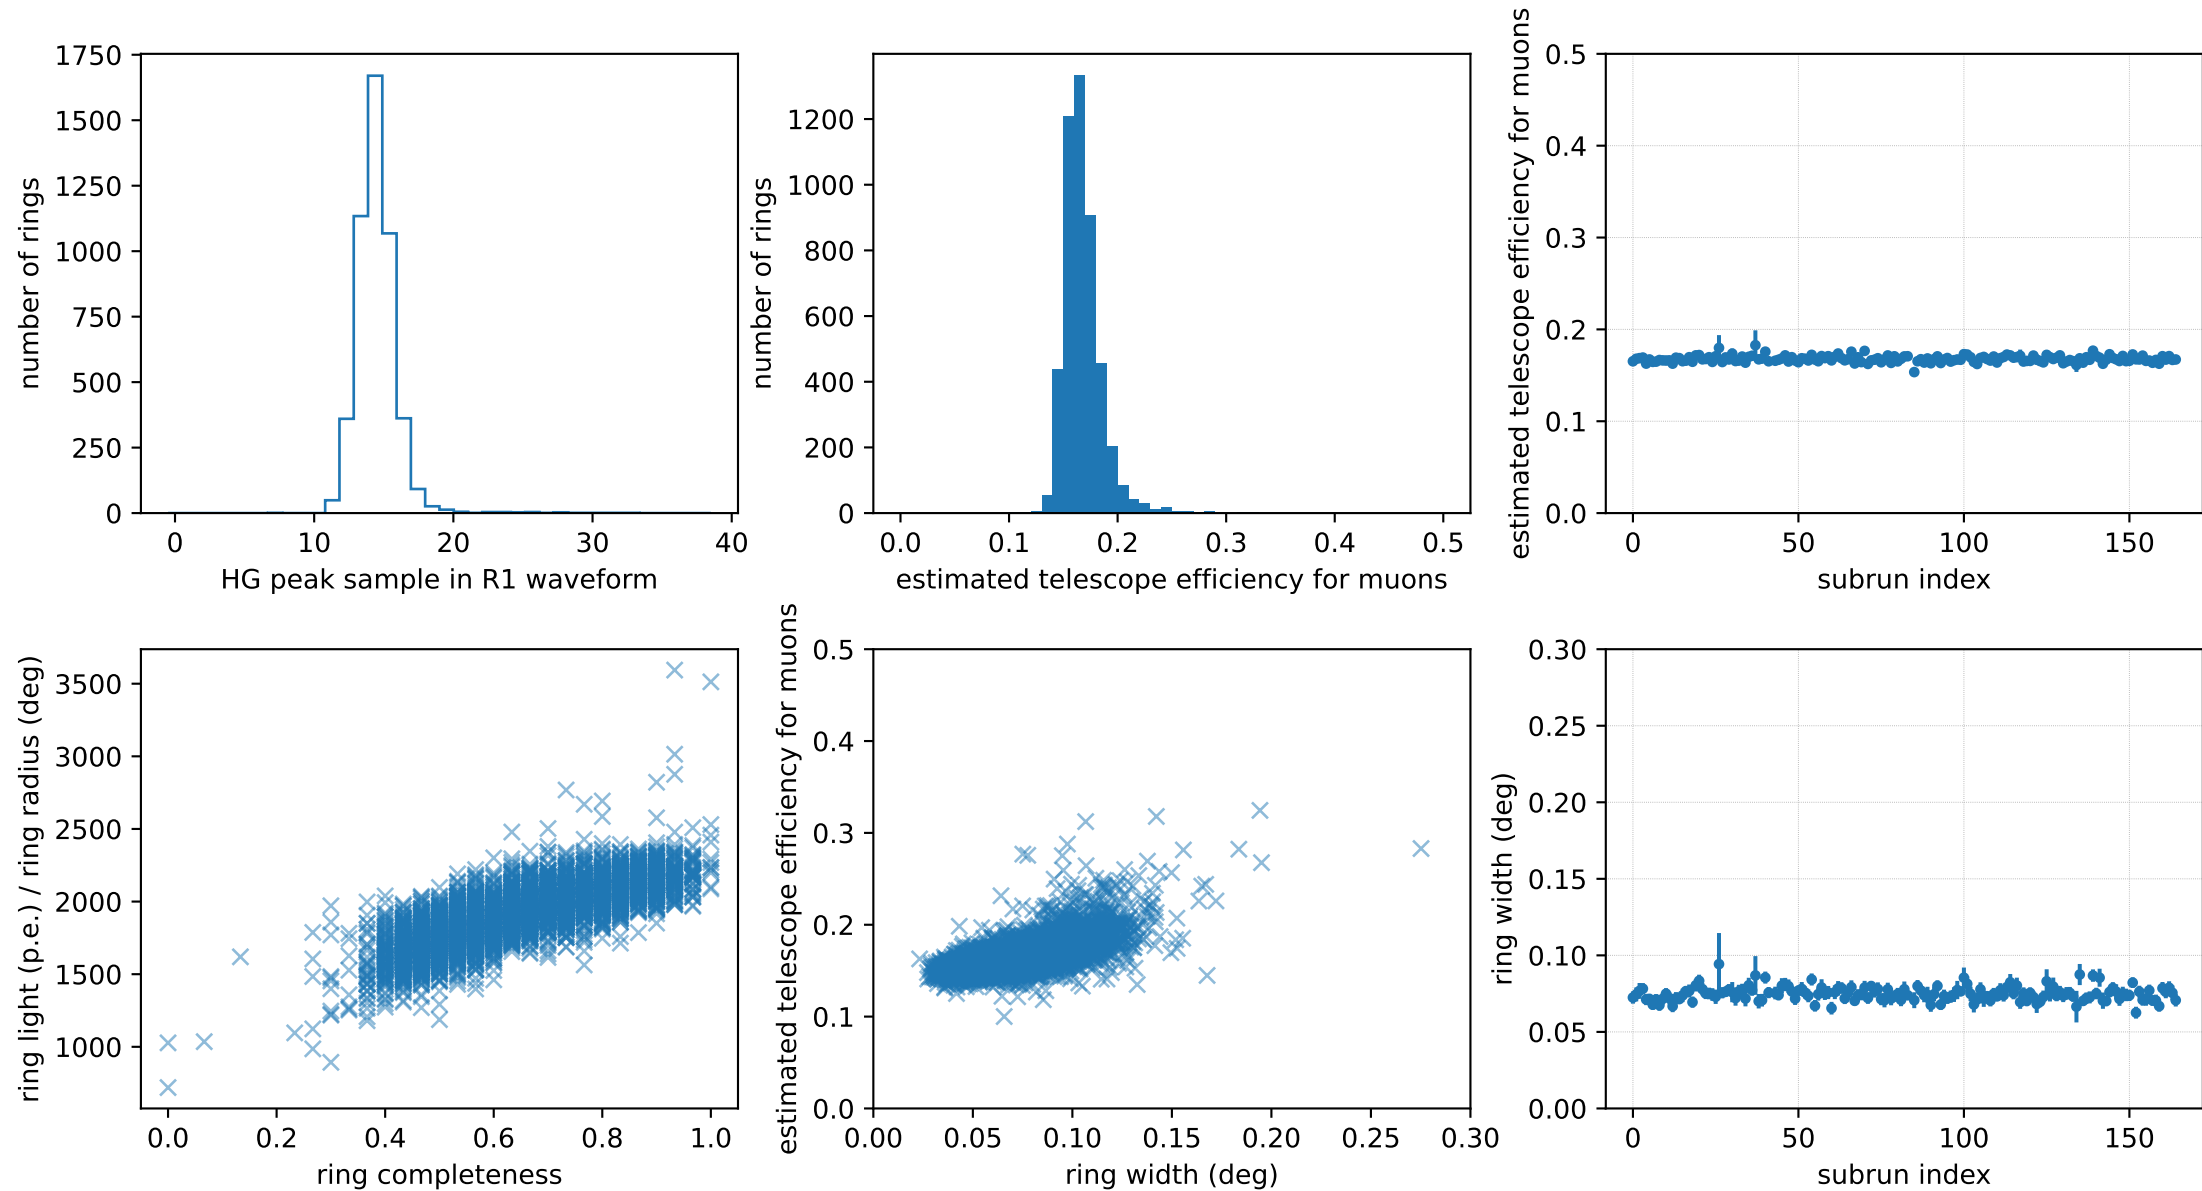 1750
1500
1250
1000
750
500
250
0
number of rings
0 10 20 30 40
HG peak sample in R1 waveform
1200
1000
800
600
400
200
0
number of rings
0.0 0.1 0.2 0.3 0.4 0.5
estimated telescope efficiency for muons
0.5
0.4
0.3
0.2
0.1
0.0
estimated telescope efficiency for muons
0 50 100 150
subrun index
3500
3000
2500
2000
1500
1000
ring light (p.e.) / ring radius (deg)
0.0 0.2 0.4 0.6 0.8 1.0
ring completeness
0.5
0.4
0.3
0.2
0.1
0.0
estimated telescope efficiency for muons
0.00 0.05 0.10 0.15 0.20 0.25 0.30
ring width (deg)
0.30
0.25
0.20
0.15
0.10
0.05
0.00
ring width (deg)
0 50 100 150
subrun index